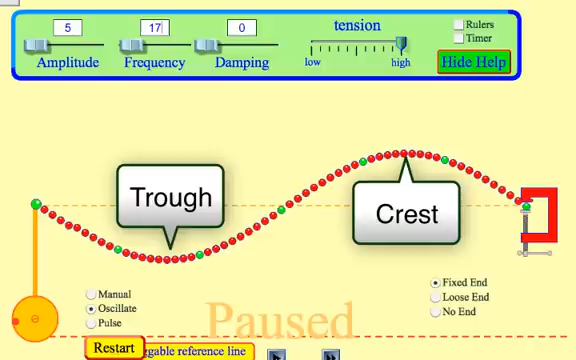 5
17
0
tension
Rulers
Timer
Amplitude
Frequency
Damping
low
high
Hide Help
Trough
Crest
Manual
Oscillate
Pulse
Fixed End
Loose End
No End
Paused
Restart
ggable reference line